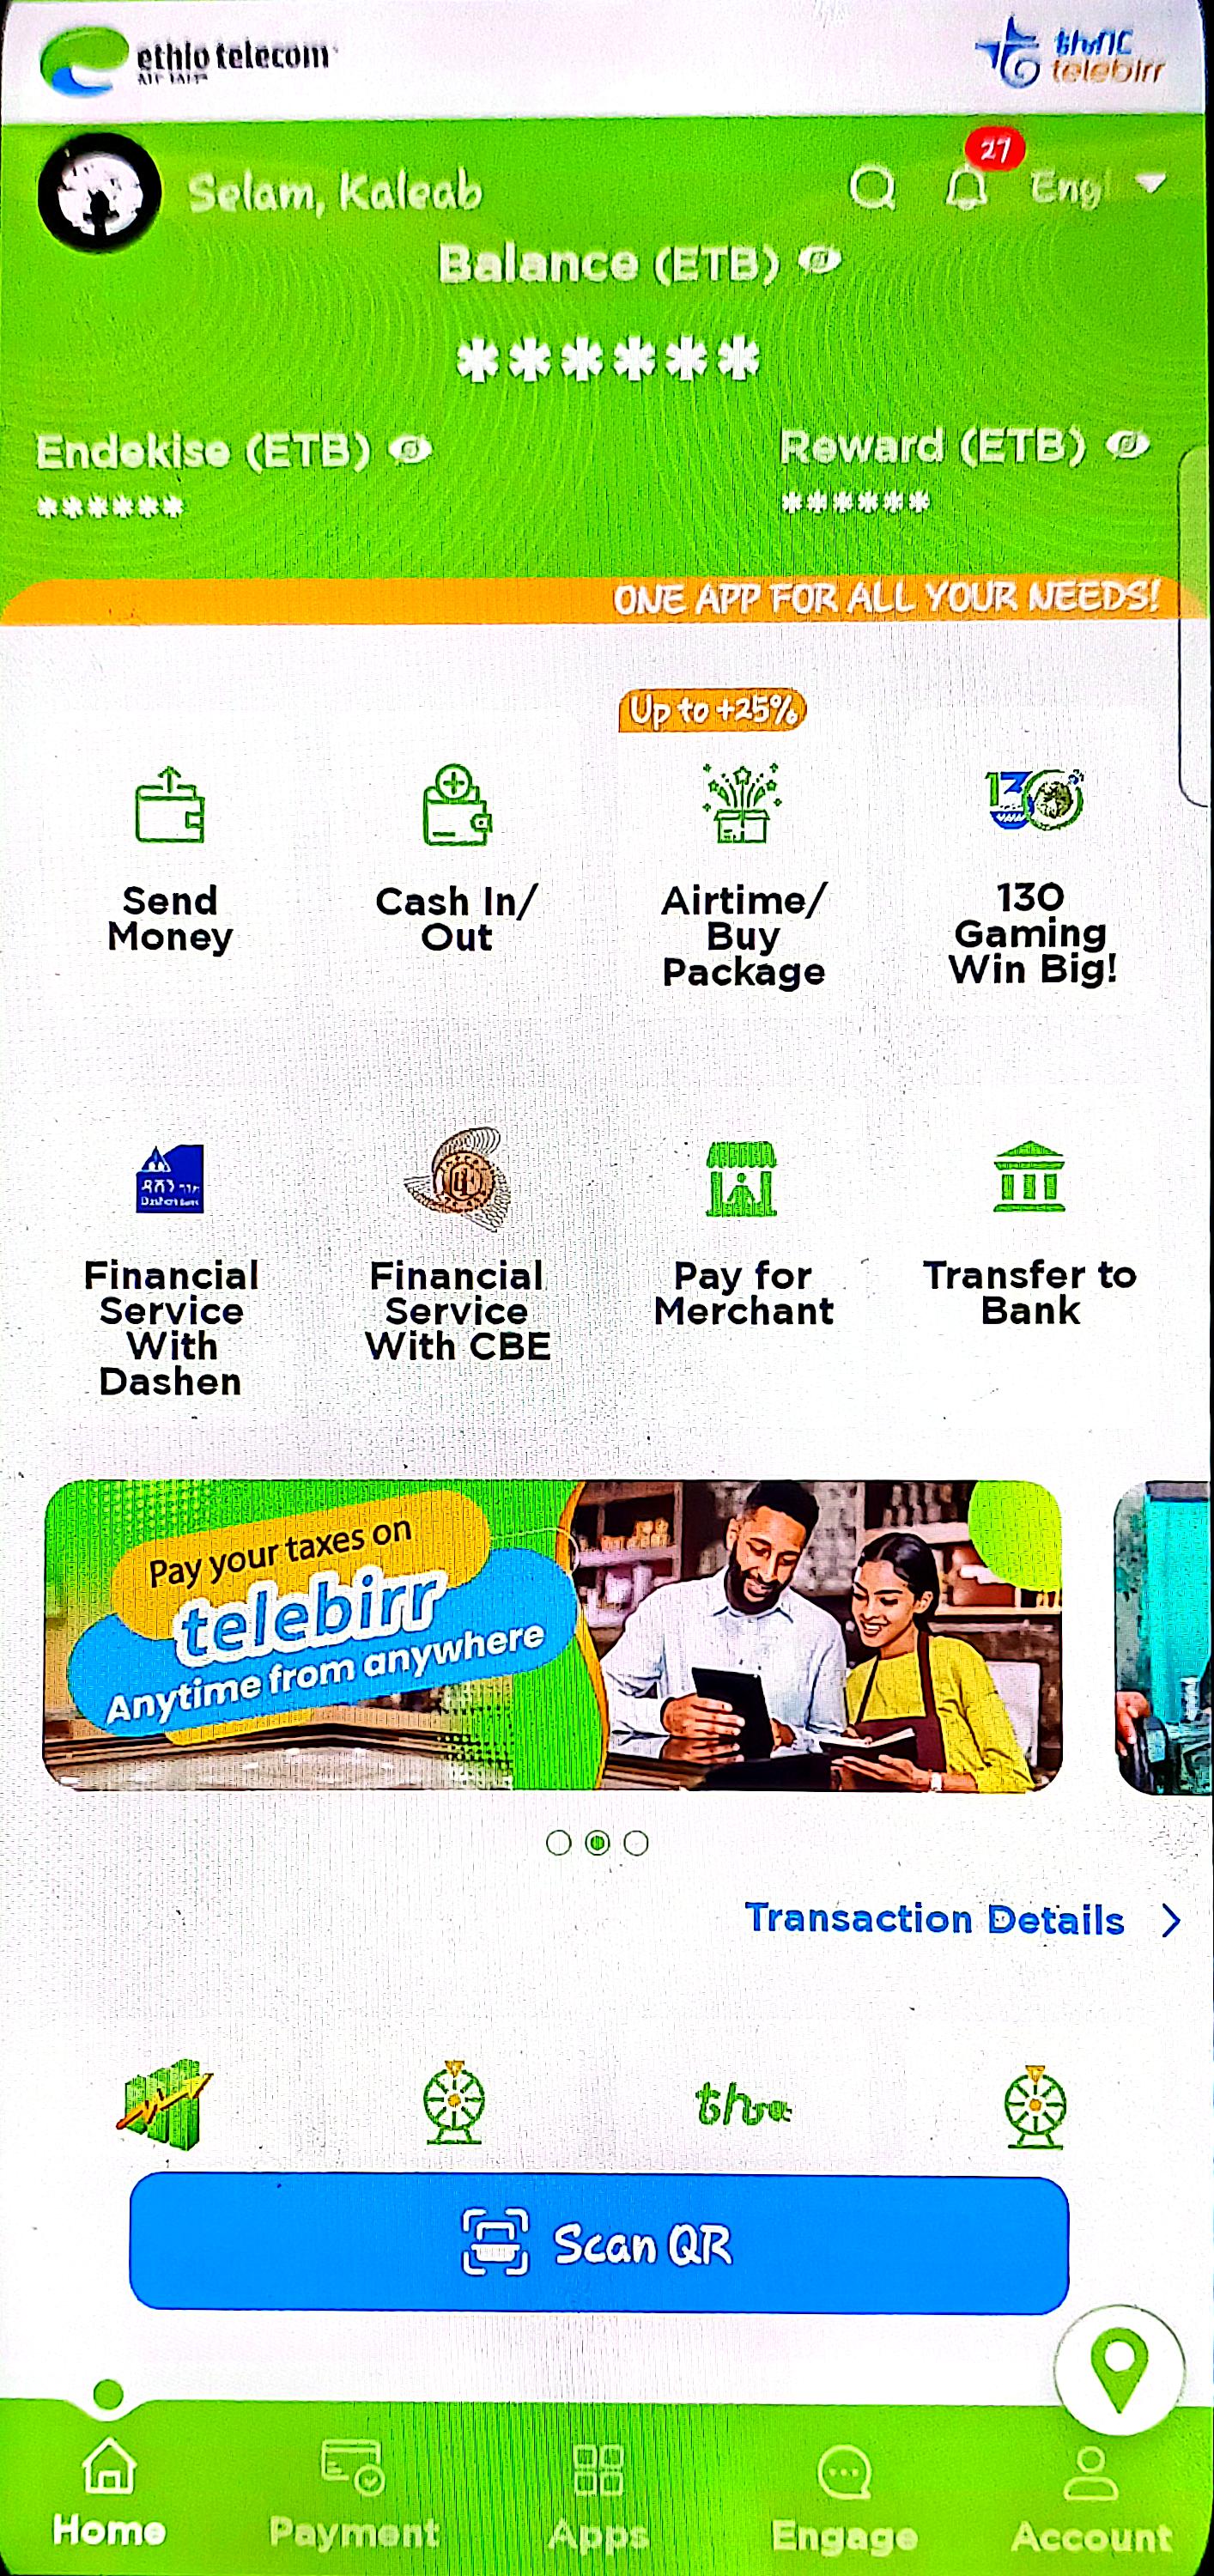 ethio telecom
ቴሌብር
telebirr
27
Selam, Kaleab
Engl
Balance (ETB)
******
Endekise (ETB)
Reward (ETB)
******
******
ONE APP FOR ALL YOUR NEEDS!
Up to +25%
130
Send
Money
Cash In/
Out
Airtime/
Buy
Package
130
Gaming
Win Big!
Financial
Service
With
Dashen
Financial
Service
With CBE
Pay for
Merchant
Transfer to
Bank
Pay your taxes on
telebirr
Anytime from anywhere
Transaction Details
Scan QR
Home
Payment
Apps
Engage
Account